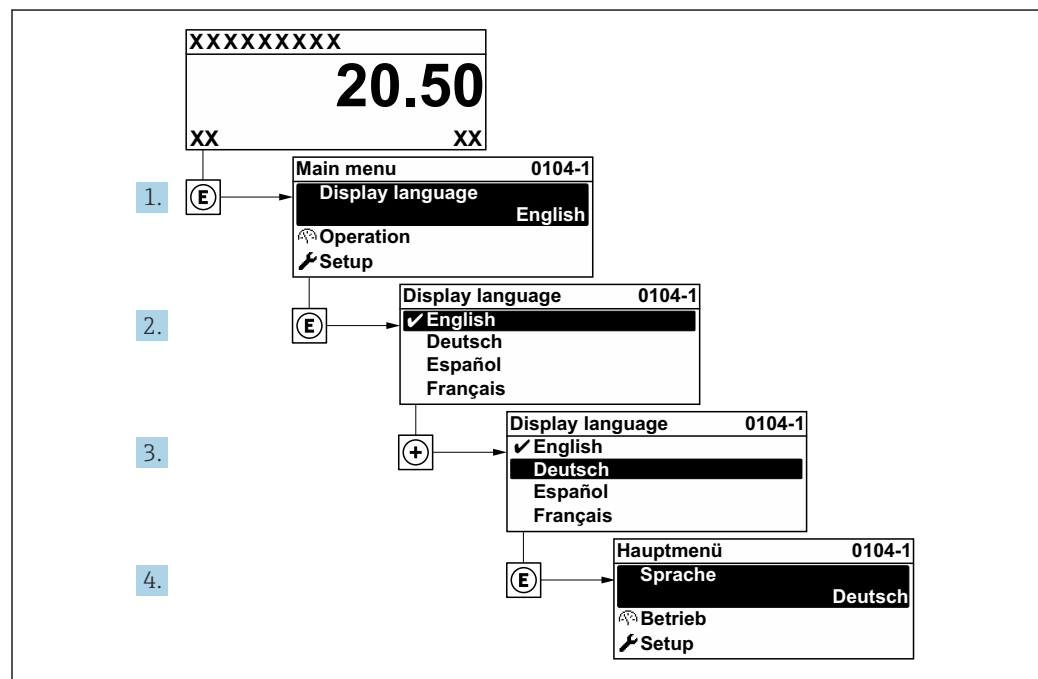 XXXXXXXXX
20.50
XX XX
1. E
Main menu 0104-1
Display language
English
Operation
Setup
2. E
Display language 0104-1
✔English
Deutsch
Español
Français
3. +
Display language 0104-1
✔English
Deutsch
Español
Français
4. E
Hauptmenü 0104-1
Sprache
Deutsch
Betrieb
Setup